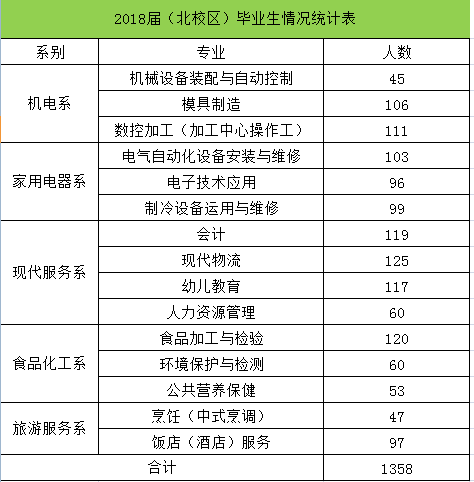 2018届（北校区）毕业生情况统计表
系别 专业 人数
机电系 机械设备装配与自动控制 45
模具制造 106
数控加工（加工中心操作工） 111
家用电器系 电气自动化设备安装与维修 103
电子技术应用 96
制冷设备运用与维修 99
现代服务系 会计 119
现代物流 125
幼儿教育 117
人力资源管理 60
食品化工系 食品加工与检验 120
环境保护与检测 60
公共营养保健 53
旅游服务系 烹饪（中式烹调） 47
饭店（酒店）服务 97
合计 1358